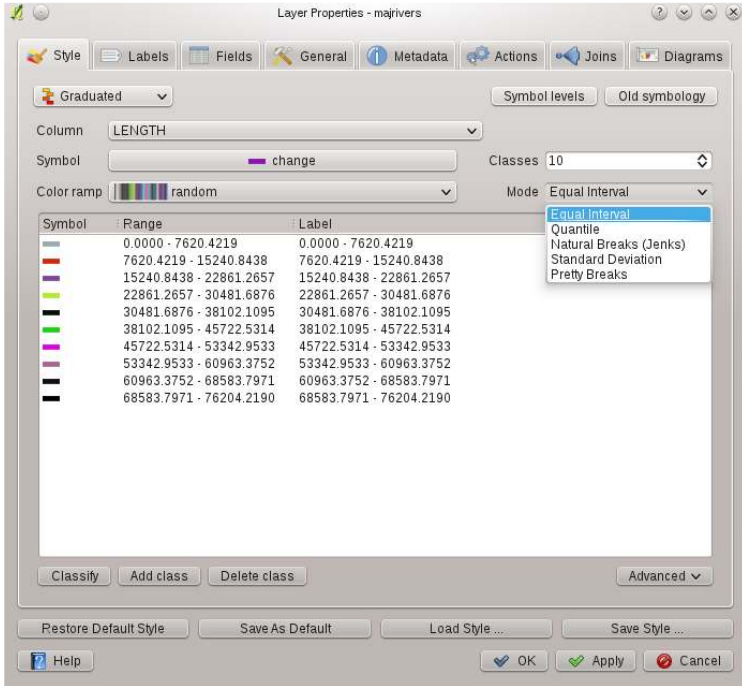 Layer Properties - majrivers
Style Labels Fields General Metadata Actions Joins Diagrams
Graduated Symbol levels Old symbology
Column LENGTH
Symbol change Classes 10
Color ramp random Mode Equal Interval
Equal Interval
Quantile
Natural Breaks (Jenks)
Standard Deviation
Pretty Breaks
Symbol Range Label
0.0000 - 7620.4219 0.0000 - 7620.4219
7620.4219 - 15240.8438 7620.4219 - 15240.8438
15240.8438 - 22861.2657 15240.8438 - 22861.2657
22861.2657 - 30481.6876 22861.2657 - 30481.6876
30481.6876 - 38102.1095 30481.6876 - 38102.1095
38102.1095 - 45722.5314 38102.1095 - 45722.5314
45722.5314 - 53342.9533 45722.5314 - 53342.9533
53342.9533 - 60963.3752 53342.9533 - 60963.3752
60963.3752 - 68583.7971 60963.3752 - 68583.7971
68583.7971 - 76204.2190 68583.7971 - 76204.2190
Classify Add class Delete class Advanced
Restore Default Style Save As Default Load Style ... Save Style ...
Help OK Apply Cancel